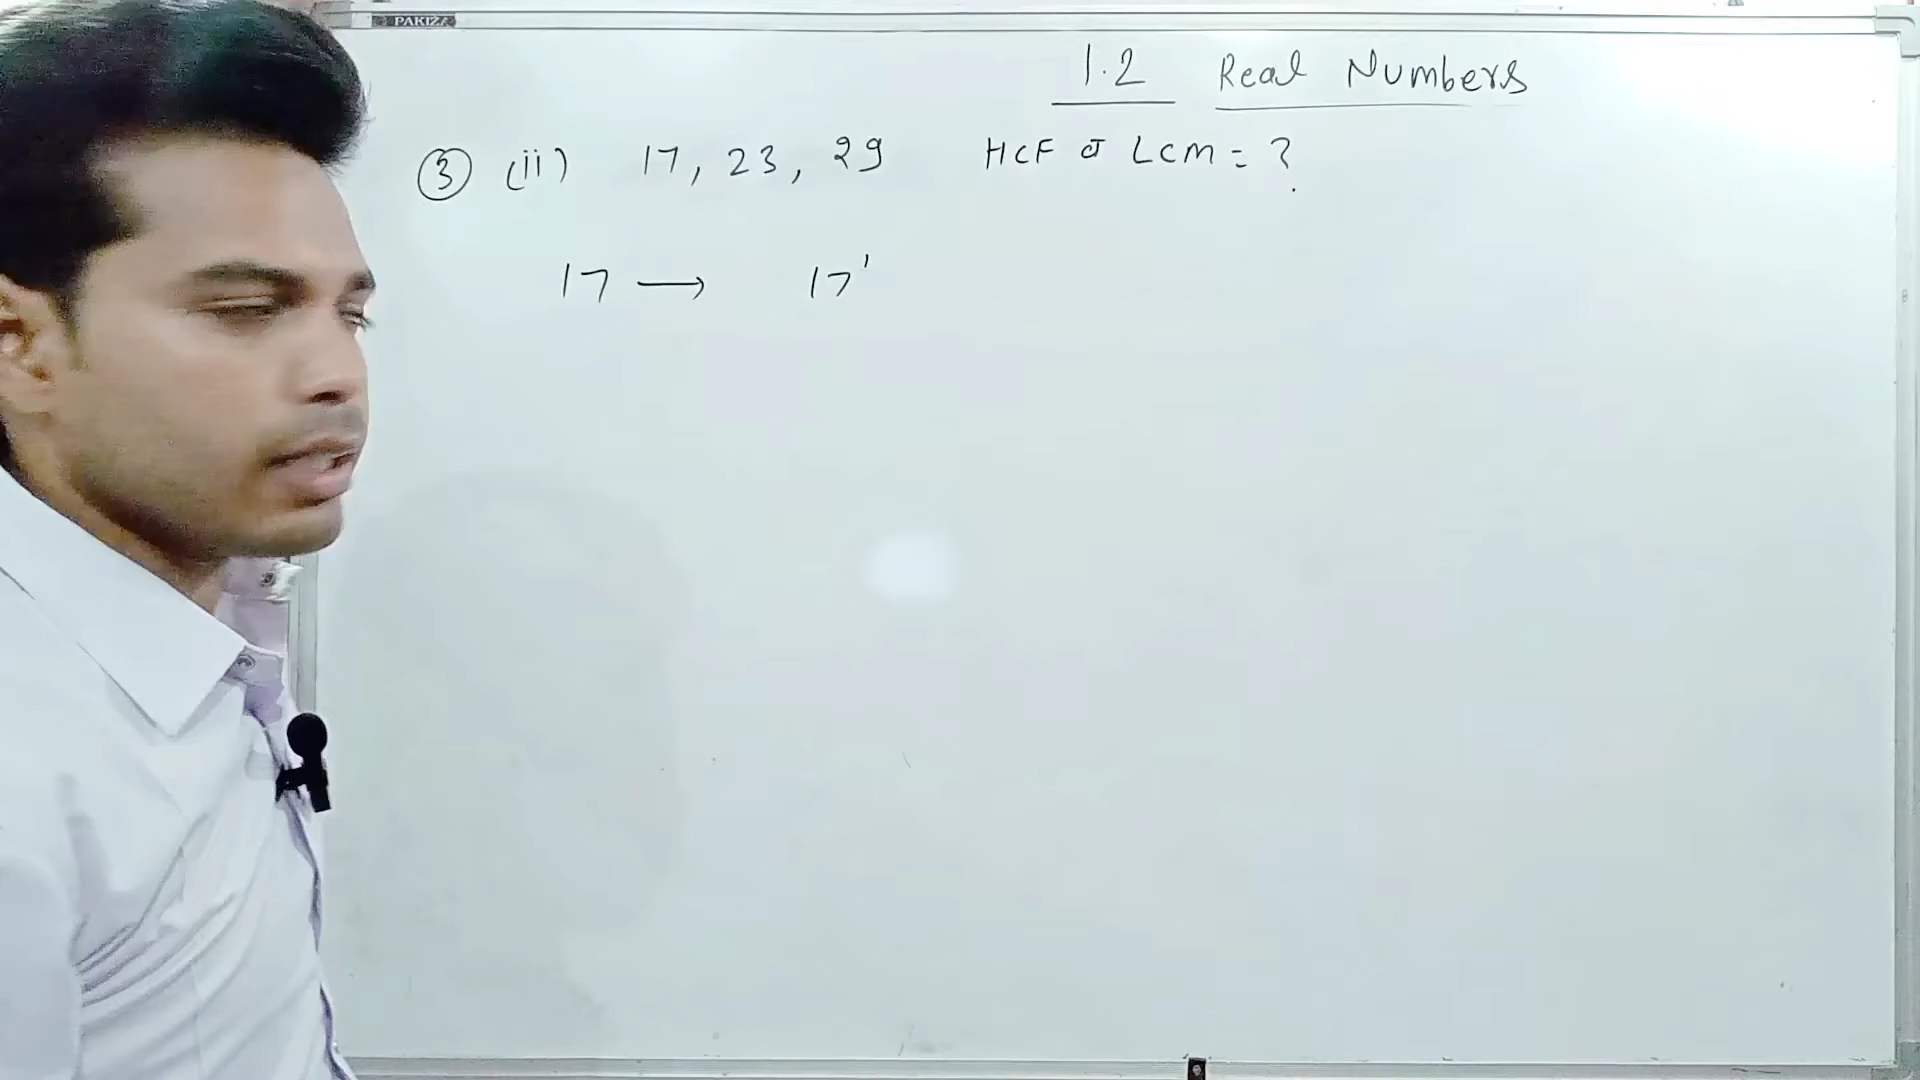 PAKIZA
1.2 Real Numbers
③ (ii) 17, 23, 29 HCF & LCM = ?
17 ⟶ 17¹